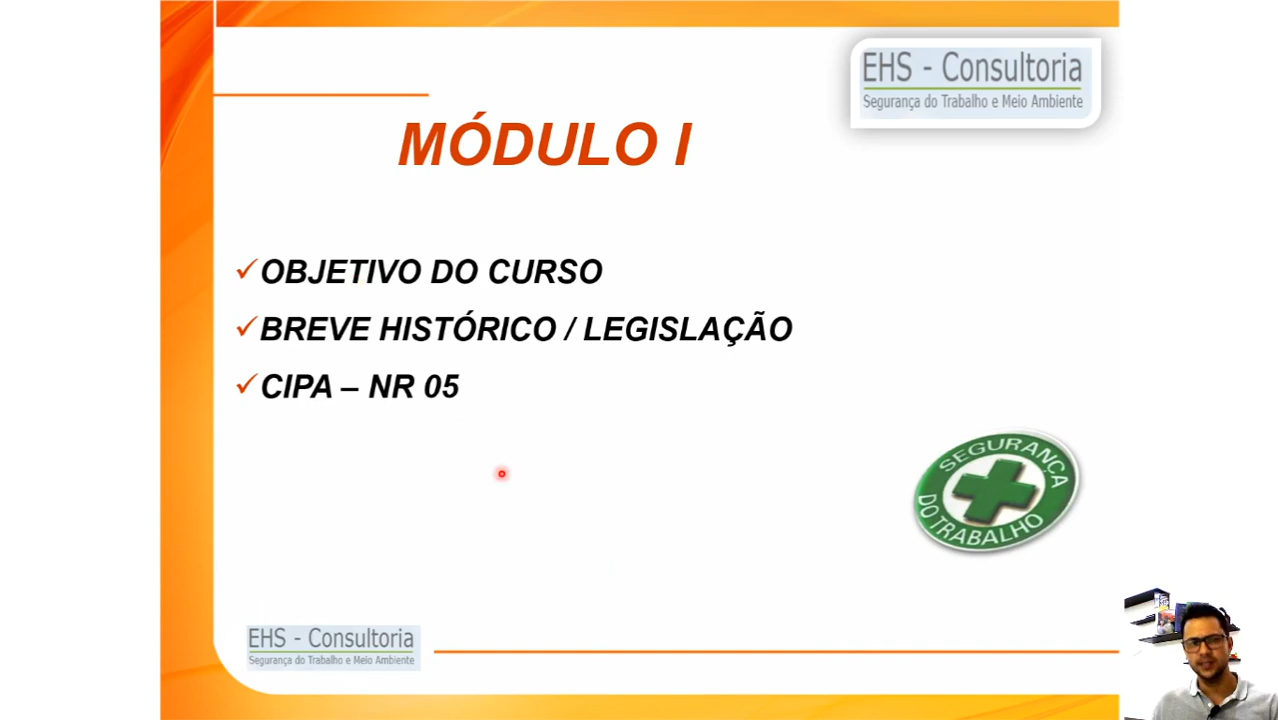 EHS - Consultoria
Segurança do Trabalho e Meio Ambiente
MÓDULO I
OBJETIVO DO CURSO
BREVE HISTÓRICO / LEGISLAÇÃO
CIPA – NR 05
SEGURANÇA
DO TRABALHO
EHS - Consultoria
Segurança do Trabalho e Meio Ambiente